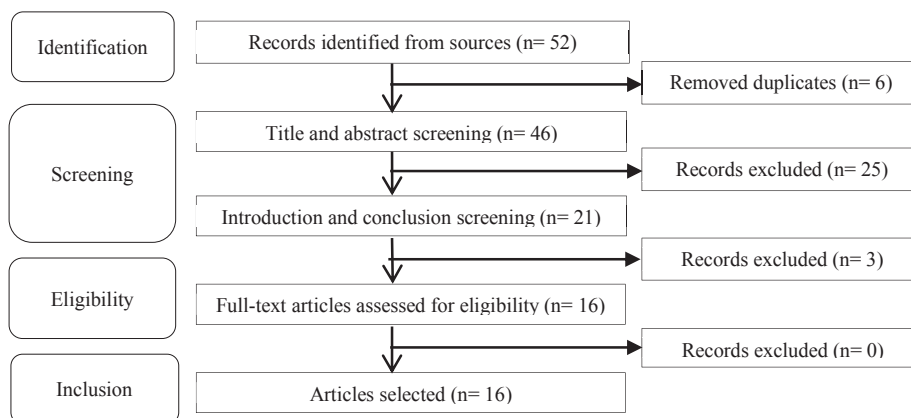 Identification
Records identified from sources (n= 52)
Removed duplicates (n= 6)
Screening
Title and abstract screening (n= 46)
Records excluded (n= 25)
Introduction and conclusion screening (n= 21)
Records excluded (n= 3)
Eligibility
Full-text articles assessed for eligibility (n= 16)
Records excluded (n= 0)
Inclusion
Articles selected (n= 16)